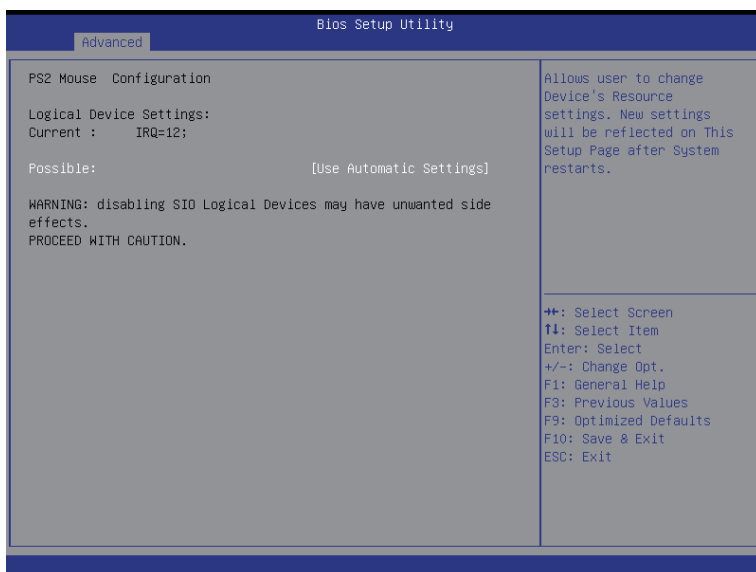 Bios Setup Utility
Advanced
PS2 Mouse  Configuration
Logical Device Settings:
Current :     IRQ=12;
Possible:     [Use Automatic Settings]
WARNING: disabling SIO Logical Devices may have unwanted side
effects.
PROCEED WITH CAUTION.
Allows user to change
Device's Resource
settings. New settings
will be reflected on This
Setup Page after System
restarts.
→←: Select Screen
↑↓: Select Item
Enter: Select
+/-: Change Opt.
F1: General Help
F3: Previous Values
F9: Optimized Defaults
F10: Save & Exit
ESC: Exit